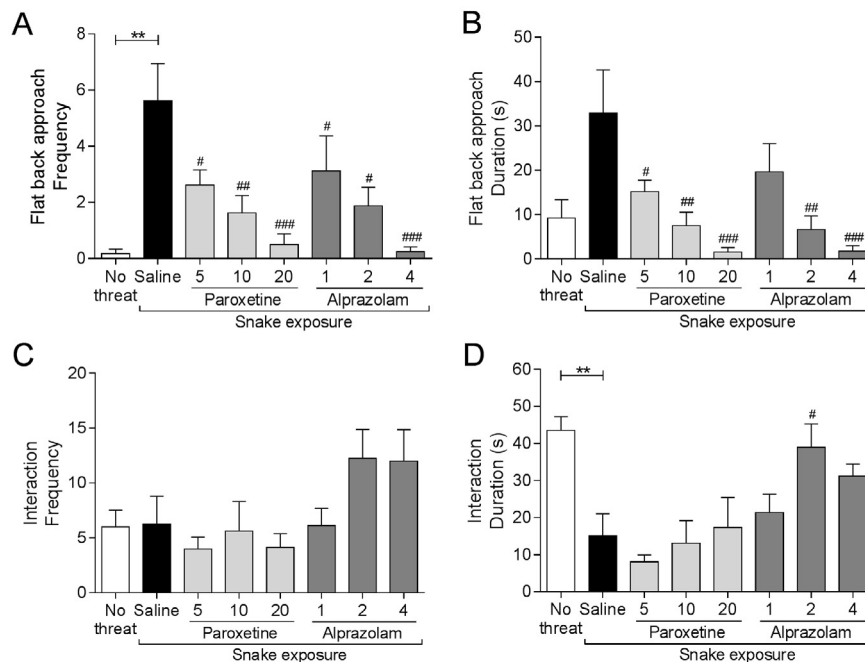 A
Flat back approach
Frequency
8
6
4
2
0
**
#
##
###
#
#
###
No
threat
Saline
5
10
20
1
2
4
Paroxetine
Alprazolam
Snake exposure
B
Flat back approach
Duration (s)
50
40
30
20
10
0
#
##
###
##
###
No
threat
Saline
5
10
20
1
2
4
Paroxetine
Alprazolam
Snake exposure
C
Interaction
Frequency
20
15
10
5
0
No
threat
Saline
5
10
20
1
2
4
Paroxetine
Alprazolam
Snake exposure
D
Interaction
Duration (s)
60
50
40
30
20
10
0
**
#
No
threat
Saline
5
10
20
1
2
4
Paroxetine
Alprazolam
Snake exposure